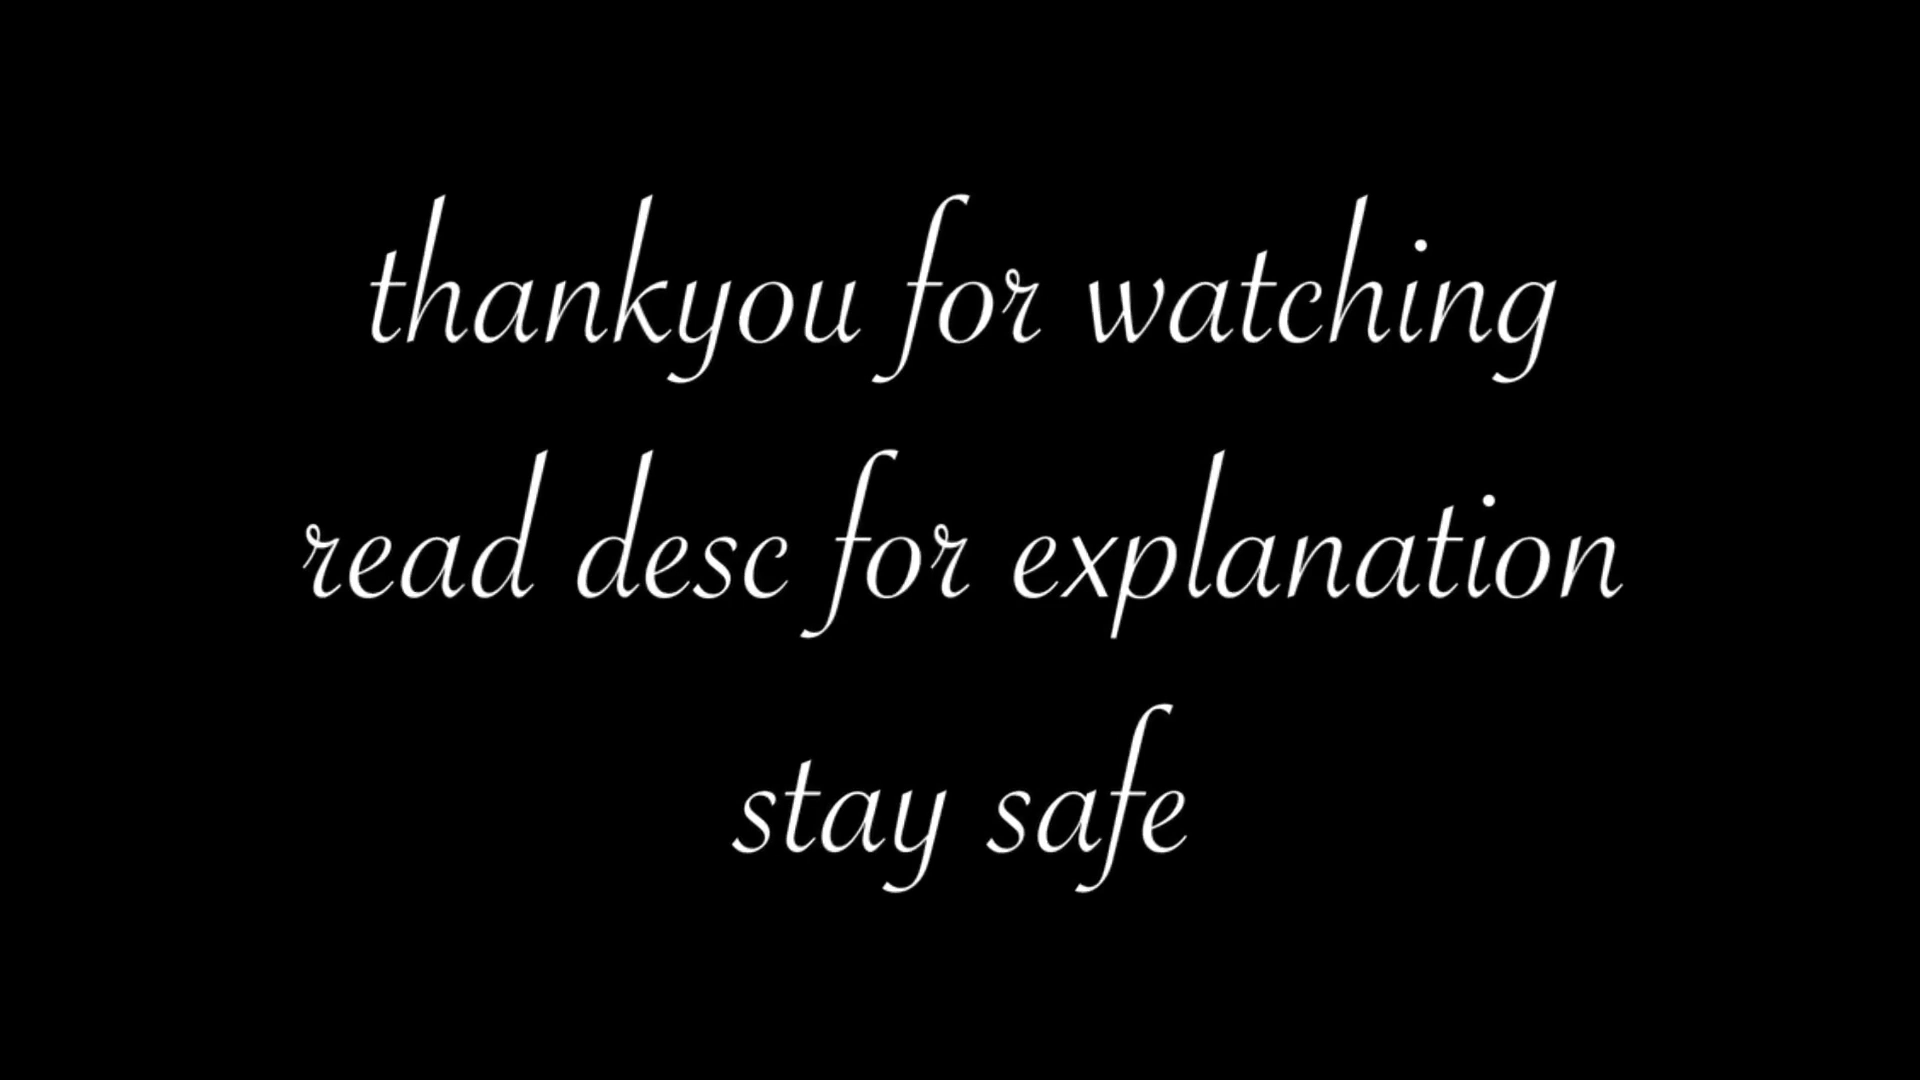 thankyou for watching
read desc for explanation
stay safe